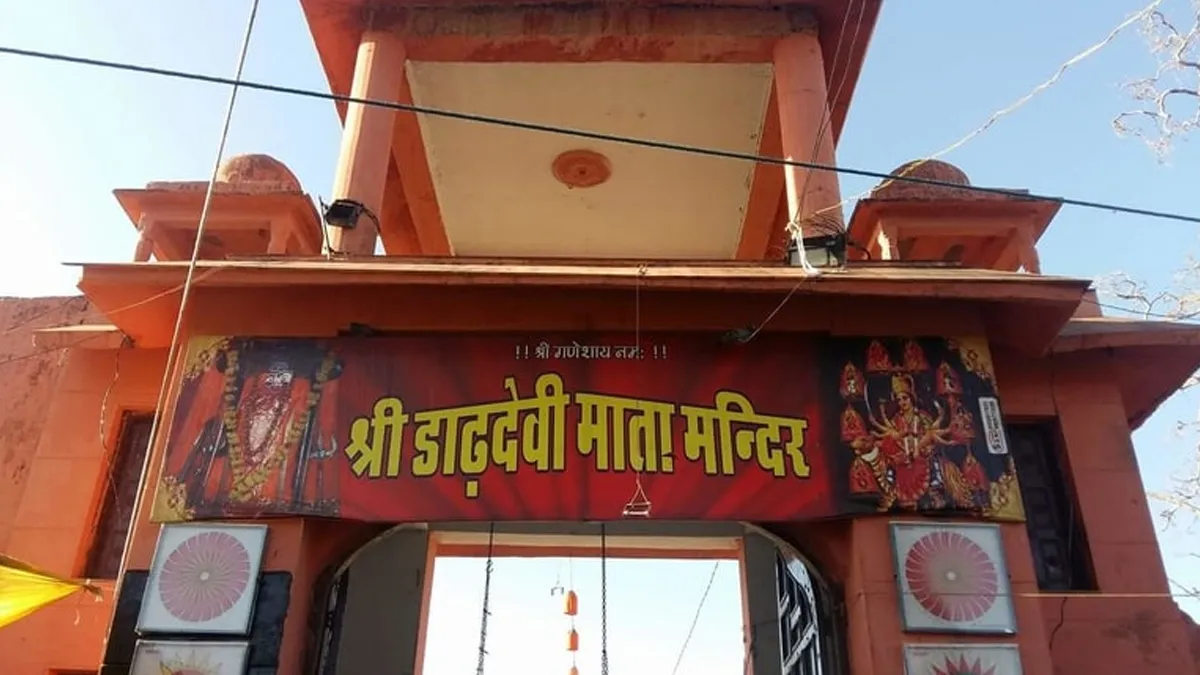 !! श्री गणेशाय नमः !!
श्री डाढ़देवी माता मन्दिर